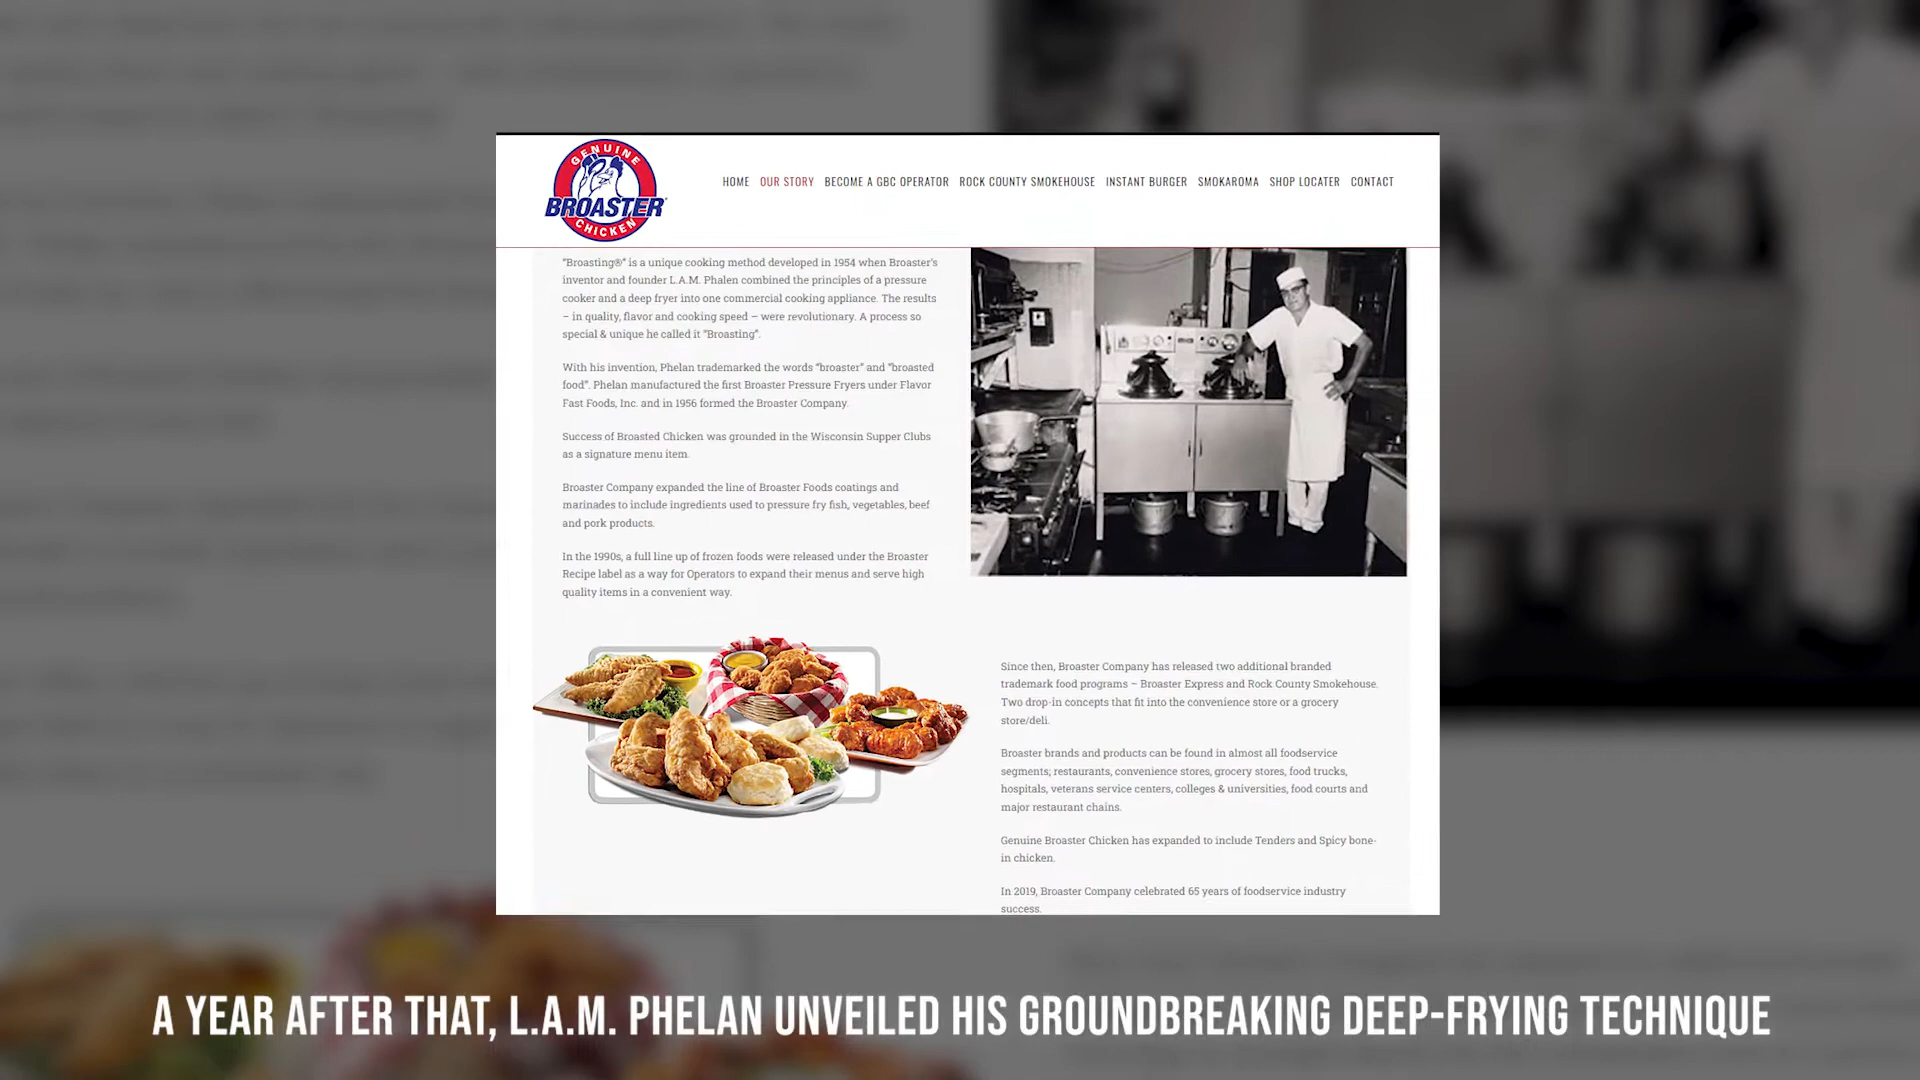 GENUINE
BROASTER
CHICKEN
HOME OUR STORY BECOME A GBC OPERATOR ROCK COUNTY SMOKEHOUSE INSTANT BURGER SMOKAROMA SHOP LOCATER CONTACT
"Broasting®" is a unique cooking method developed in 1954 when Broaster's
inventor and founder L.A.M. Phalen combined the principles of a pressure
cooker and a deep fryer into one commercial cooking appliance. The results
– in quality, flavor and cooking speed – were revolutionary. A process so
special & unique he called it "Broasting".
With his invention, Phelan trademarked the words "broaster" and "broasted
food". Phelan manufactured the first Broaster Pressure Fryers under Flavor
Fast Foods, Inc. and in 1956 formed the Broaster Company.
Success of Broasted Chicken was grounded in the Wisconsin Supper Clubs
as a signature menu item.
Broaster Company expanded the line of Broaster Foods coatings and
marinades to include ingredients used to pressure fry fish, vegetables, beef
and pork products.
In the 1990s, a full line up of frozen foods were released under the Broaster
Recipe label as a way for Operators to expand their menus and serve high
quality items in a convenient way.
Since then, Broaster Company has released two additional branded
trademark food programs – Broaster Express and Rock County Smokehouse.
Two drop-in concepts that fit into the convenience store or a grocery
store/deli.
Broaster brands and products can be found in almost all foodservice
segments; restaurants, convenience stores, grocery stores, food trucks,
hospitals, veterans service centers, colleges & universities, food courts and
major restaurant chains.
Genuine Broaster Chicken has expanded to include Tenders and Spicy bone-
in chicken.
In 2019, Broaster Company celebrated 65 years of foodservice industry
success.
A YEAR AFTER THAT, L.A.M. PHELAN UNVEILED HIS GROUNDBREAKING DEEP-FRYING TECHNIQUE